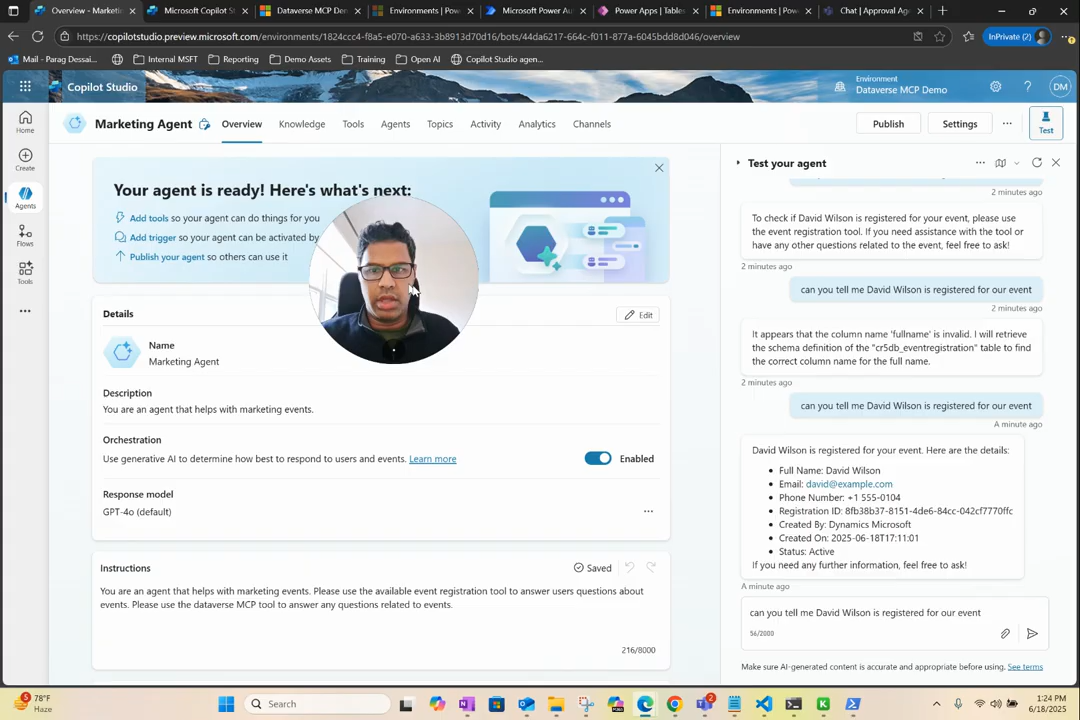 Overview - Marketing
Microsoft Copilot St
Dataverse MCP Dem
Environments | Pow
Microsoft Power Au
Power Apps | Tables
Environments | Pow
Chat | Approval Age
https://copilotstudio.preview.microsoft.com/environments/1824ccc4-f8a5-e070-a633-3b8913d70d16/bots/44da6217-664c-f011-877a-6045bdd8d046/overview
InPrivate (2)
Mail - Parag Dessai...
Internal MSFT
Reporting
Demo Assets
Training
Open AI
Copilot Studio agen...
Copilot Studio
Environment
Dataverse MCP Demo
DM
Home
Create
Agents
Flows
Tools
Marketing Agent
Overview
Knowledge
Tools
Agents
Topics
Activity
Analytics
Channels
Publish
Settings
Test
Your agent is ready! Here's what's next:
Add tools so your agent can do things for you
Add trigger so your agent can be activated by
Publish your agent so others can use it
Details
Edit
Name
Marketing Agent
Description
You are an agent that helps with marketing events.
Orchestration
Use generative AI to determine how best to respond to users and events. Learn more
Enabled
Response model
GPT-4o (default)
Instructions
Saved
You are an agent that helps with marketing events. Please use the available event registration tool to answer users questions about
events. Please use the dataverse MCP tool to answer any questions related to events.
216/8000
Test your agent
2 minutes ago
To check if David Wilson is registered for your event, please use
the event registration tool. If you need assistance with the tool or
have any other questions related to the event, feel free to ask!
2 minutes ago
can you tell me David Wilson is registered for our event
2 minutes ago
It appears that the column name 'fullname' is invalid. I will retrieve
the schema definition of the "cr5db_eventregistration" table to find
the correct column name for the full name.
2 minutes ago
can you tell me David Wilson is registered for our event
A minute ago
David Wilson is registered for your event. Here are the details:
• Full Name: David Wilson
• Email: david@example.com
• Phone Number: +1 555-0104
• Registration ID: 8fb38b37-8151-4de6-84cc-042cf7770ffc
• Created By: Dynamics Microsoft
• Created On: 2025-06-18T17:11:01
• Status: Active
If you need any further information, feel free to ask!
A minute ago
can you tell me David Wilson is registered for our event
56/2000
Make sure AI-generated content is accurate and appropriate before using. See terms
5
78°F
Haze
Search
2
1:24 PM
6/18/2025